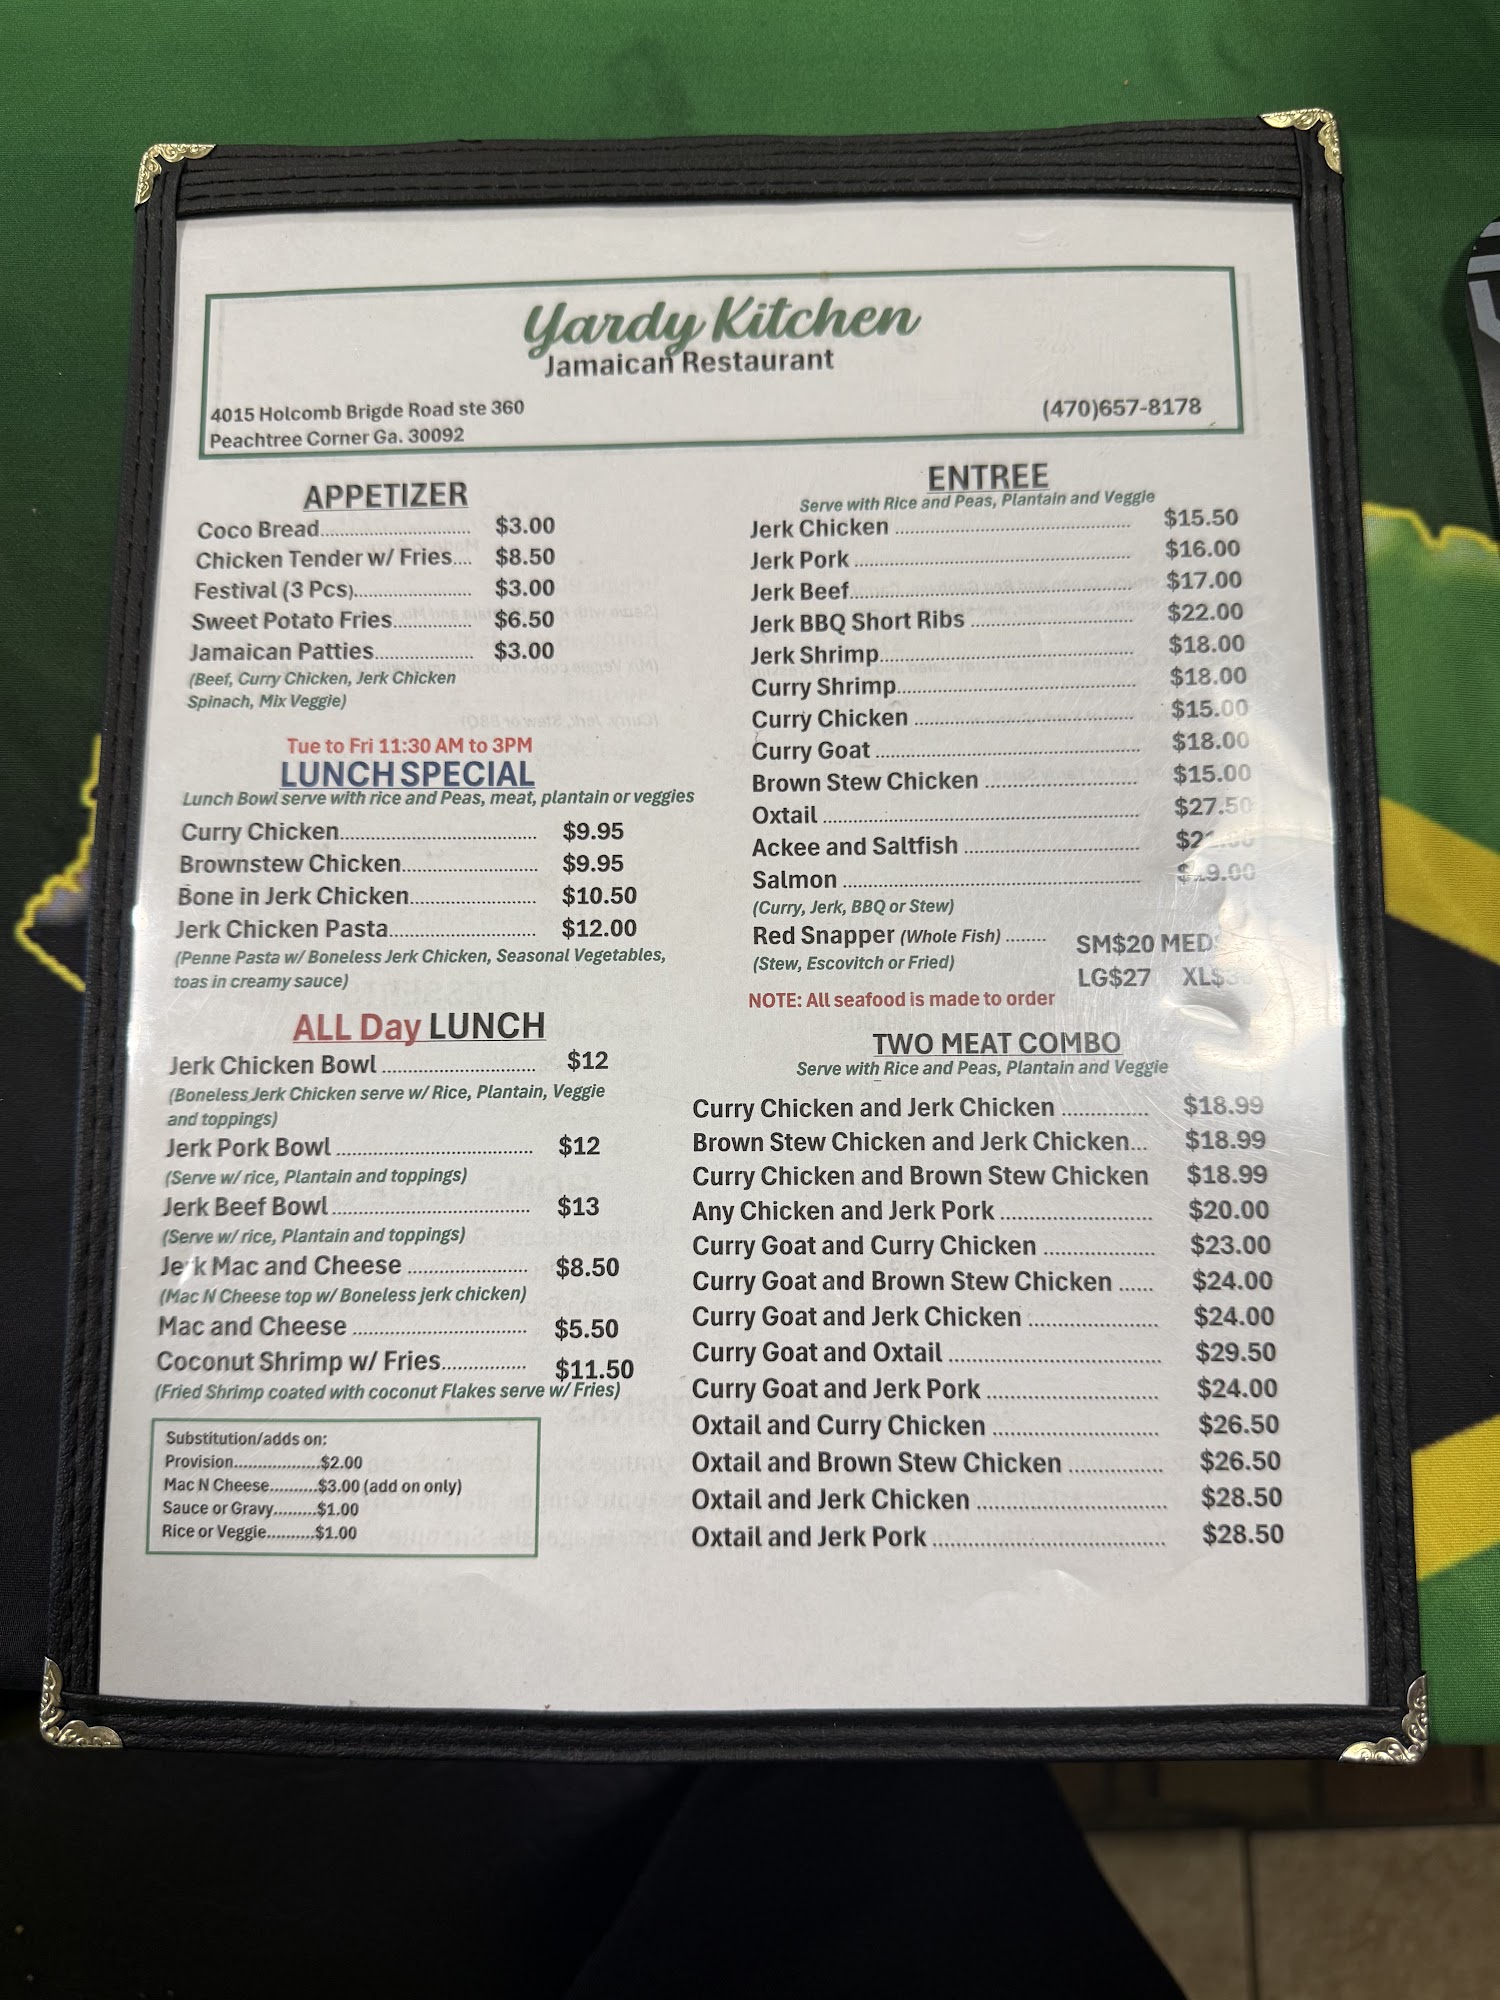 Yardy Kitchen
Jamaican Restaurant
4015 Holcomb Brigde Road ste 360
Peachtree Corner Ga. 30092
(470)657-8178
APPETIZER
Coco Bread.......................... $3.00
Chicken Tender w/ Fries.... $8.50
Festival (3 Pcs).................... $3.00
Sweet Potato Fries............. $6.50
Jamaican Patties................ $3.00
(Beef, Curry Chicken, Jerk Chicken
Spinach, Mix Veggie)
Tue to Fri 11:30 AM to 3PM
LUNCH SPECIAL
Lunch Bowl serve with rice and Peas, meat, plantain or veggies
Curry Chicken................................. $9.95
Brownstew Chicken....................... $9.95
Bone in Jerk Chicken..................... $10.50
Jerk Chicken Pasta......................... $12.00
(Penne Pasta w/ Boneless Jerk Chicken, Seasonal Vegetables,
toas in creamy sauce)
ALL Day LUNCH
Jerk Chicken Bowl .......................... $12
(Boneless Jerk Chicken serve w/ Rice, Plantain, Veggie
and toppings)
Jerk Pork Bowl ................................. $12
(Serve w/ rice, Plantain and toppings)
Jerk Beef Bowl ................................. $13
(Serve w/ rice, Plantain and toppings)
Jerk Mac and Cheese .................... $8.50
(Mac N Cheese top w/ Boneless jerk chicken)
Mac and Cheese ............................. $5.50
Coconut Shrimp w/ Fries.............. $11.50
(Fried Shrimp coated with coconut Flakes serve w/ Fries)
Substitution/adds on:
Provision..................$2.00
Mac N Cheese..........$3.00 (add on only)
Sauce or Gravy.........$1.00
Rice or Veggie..........$1.00
ENTREE
Serve with Rice and Peas, Plantain and Veggie
Jerk Chicken ....................................... $15.50
Jerk Pork ............................................. $16.00
Jerk Beef.............................................. $17.00
Jerk BBQ Short Ribs .......................... $22.00
Jerk Shrimp......................................... $18.00
Curry Shrimp....................................... $18.00
Curry Chicken .................................... $15.00
Curry Goat ........................................... $18.00
Brown Stew Chicken ......................... $15.00
Oxtail ................................................... $27.50
Ackee and Saltfish .............................
Salmon ................................................ $19.00
(Curry, Jerk, BBQ or Stew)
Red Snapper (Whole Fish) ........ SM$20 MED
(Stew, Escovitch or Fried)
LG$27 XL
NOTE: All seafood is made to order
TWO MEAT COMBO
Serve with Rice and Peas, Plantain and Veggie
Curry Chicken and Jerk Chicken .............. $18.99
Brown Stew Chicken and Jerk Chicken... $18.99
Curry Chicken and Brown Stew Chicken $18.99
Any Chicken and Jerk Pork ......................... $20.00
Curry Goat and Curry Chicken .................. $23.00
Curry Goat and Brown Stew Chicken ...... $24.00
Curry Goat and Jerk Chicken ..................... $24.00
Curry Goat and Oxtail ................................... $29.50
Curry Goat and Jerk Pork ............................ $24.00
Oxtail and Curry Chicken ........................... $26.50
Oxtail and Brown Stew Chicken ............... $26.50
Oxtail and Jerk Chicken ............................... $28.50
Oxtail and Jerk Pork ...................................... $28.50